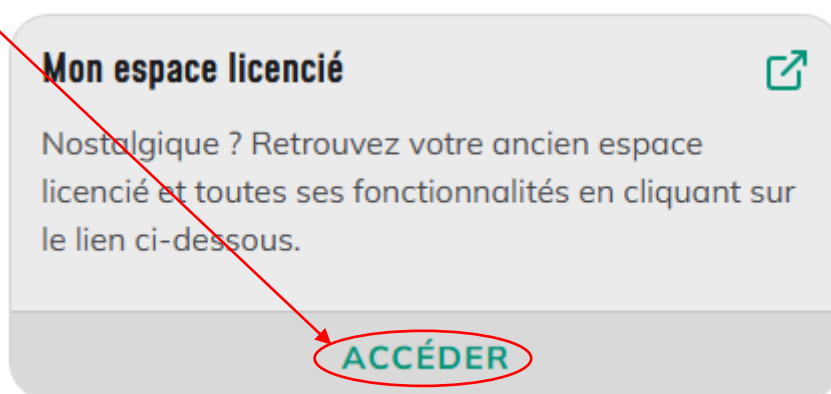 Mon espace licencié
Nostalgique ? Retrouvez votre ancien espace
licencié et toutes ses fonctionnalités en cliquant sur
le lien ci-dessous.
ACCÉDER